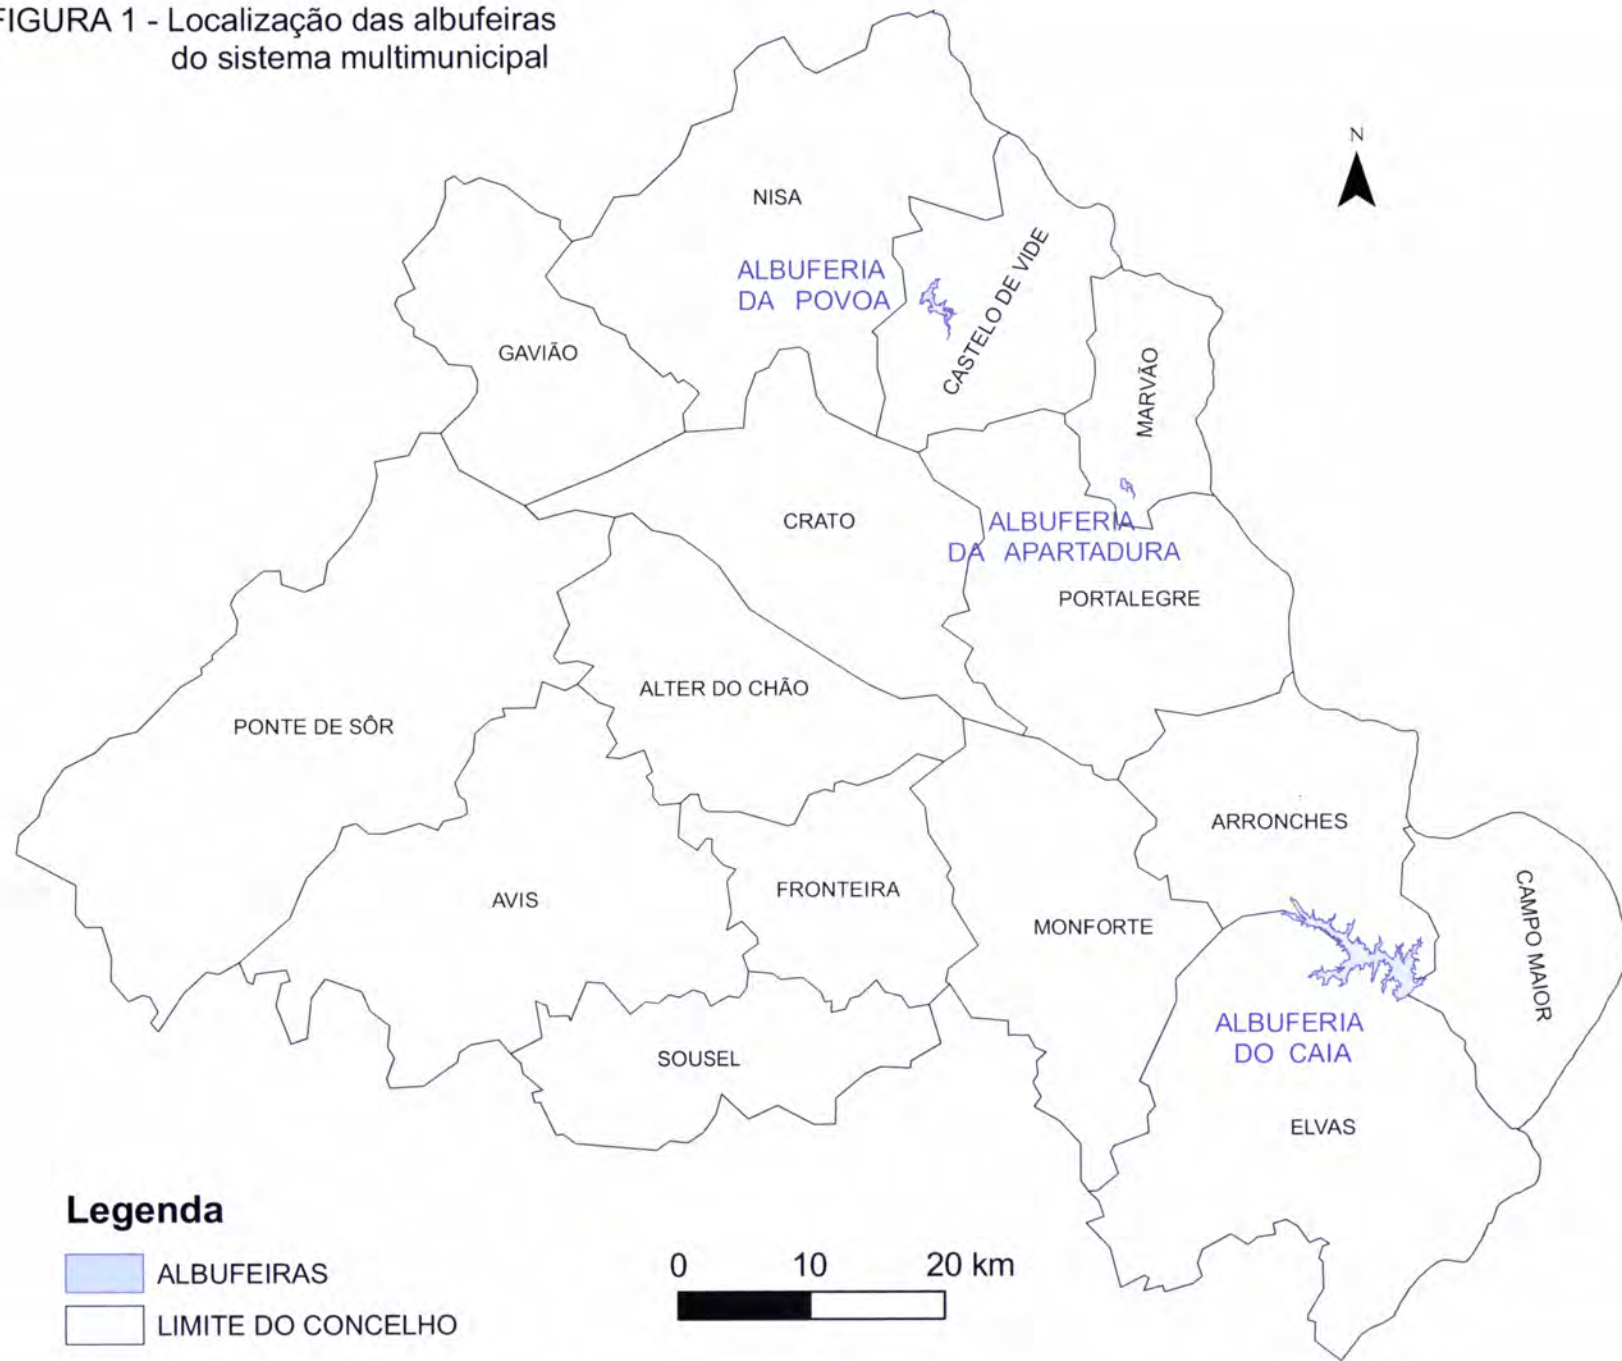 FIGURA 1 - Localização das albufeiras
do sistema multimunicipal
N
NISA
ALBUFERIA
DA POVOA
CASTELO DE VIDE
GAVIÃO
MARVÃO
CRATO
ALBUFERIA
DA APARTADURA
PORTALEGRE
ALTER DO CHÃO
PONTE DE SÔR
ARRONCHES
AVIS
FRONTEIRA
CAMPO MAIOR
MONFORTE
ALBUFERIA
DO CAIA
SOUSEL
ELVAS
Legenda
ALBUFEIRAS
LIMITE DO CONCELHO
0 10 20 km